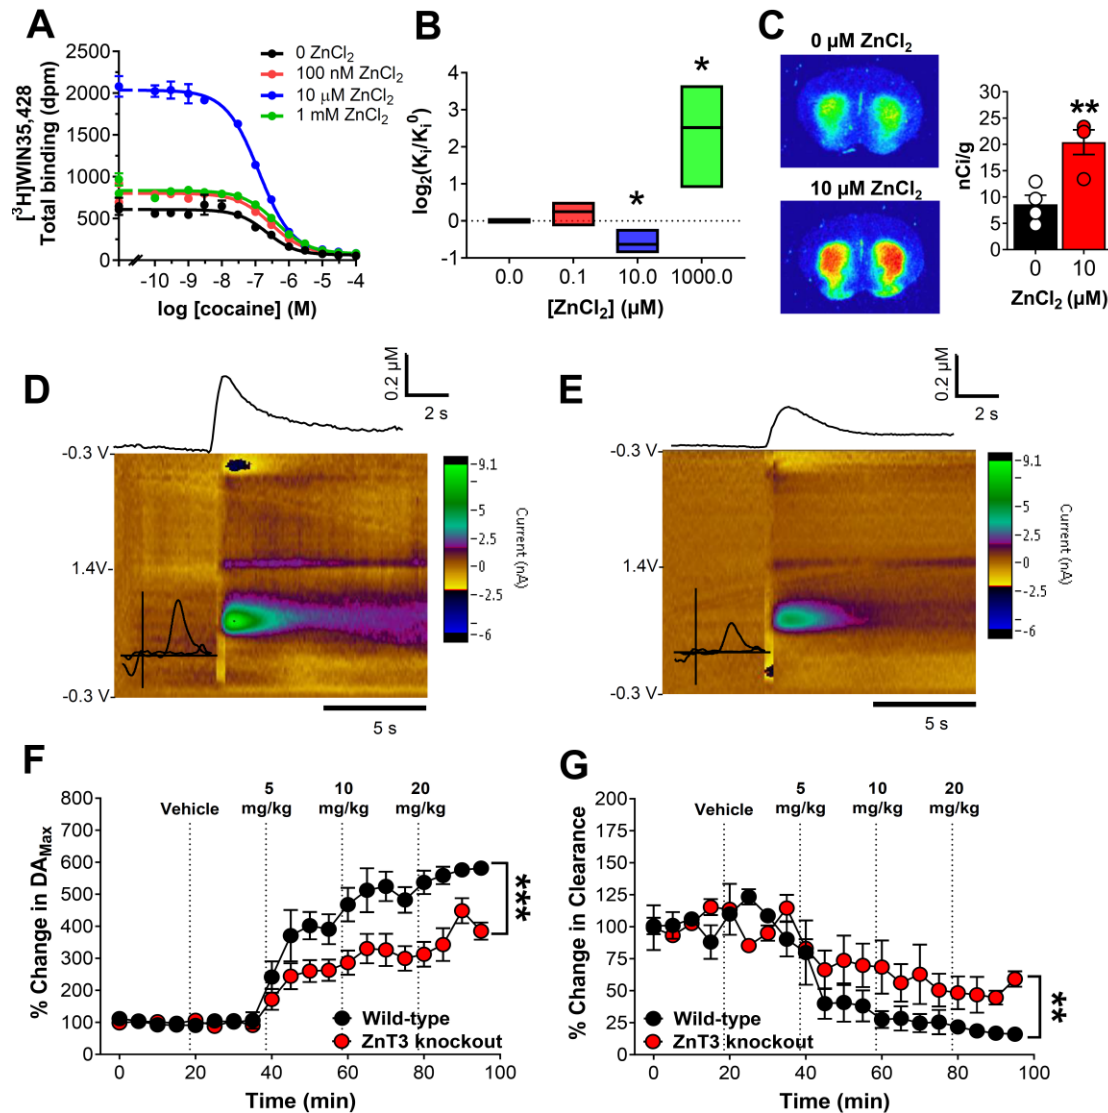 A
[³H]WIN35,428
Total binding (dpm)
2500
2000
1500
1000
500
0
-10
-9
-8
-7
-6
-5
-4
log [cocaine] (M)
0 ZnCl₂
100 nM ZnCl₂
10 µM ZnCl₂
1 mM ZnCl₂
B
log₂(Kᵢ/Kᵢ⁰)
4
3
2
1
0
-1
*
*
0.0
0.1
10.0
1000.0
[ZnCl₂] (µM)
C
0 µM ZnCl₂
10 µM ZnCl₂
nCi/g
30
25
20
15
10
5
0
**
0
10
ZnCl₂ (µM)
D
0.2 µM
2 s
-0.3 V
1.4V
-0.3 V
9.1
5
2.5
0
-2.5
-5
-6
Current (nA)
5 s
E
0.2 µM
2 s
-0.3 V
1.4V
-0.3 V
9.1
5
2.5
0
-2.5
-5
-6
Current (nA)
5 s
F
% Change in DAMax
800
700
600
500
400
300
200
100
0
Vehicle
5
mg/kg
10
mg/kg
20
mg/kg
***
Wild-type
ZnT3 knockout
0
20
40
60
80
100
Time (min)
G
% Change in Clearance
200
175
150
125
100
75
50
25
0
Vehicle
5
mg/kg
10
mg/kg
20
mg/kg
**
Wild-type
ZnT3 knockout
0
20
40
60
80
100
Time (min)